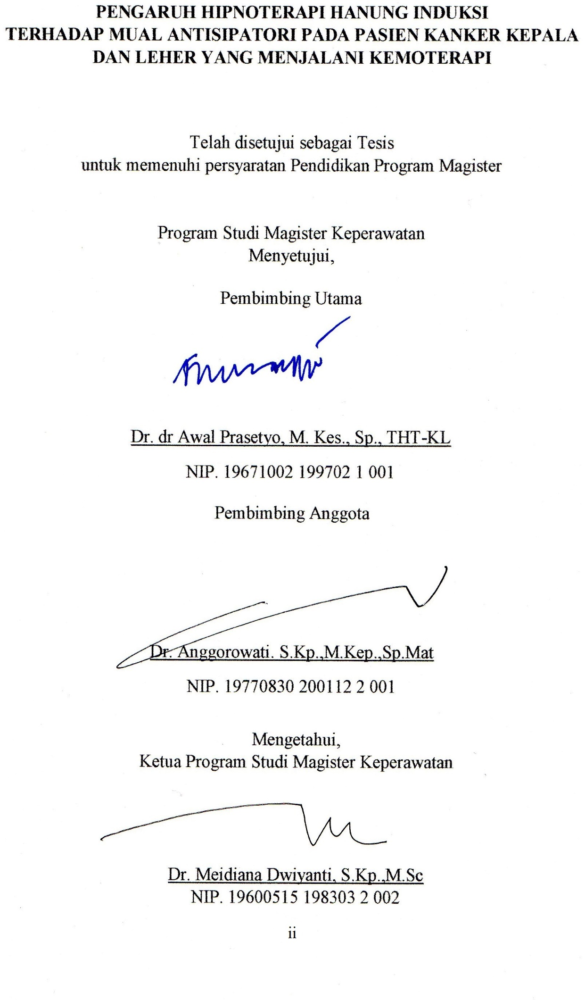 PENGARUH HIPNOTERAPI HANUNG INDUKSI
TERHADAP MUAL ANTISIPATORI PADA PASIEN KANKER KEPALA
DAN LEHER YANG MENJALANI KEMOTERAPI
Telah disetujui sebagai Tesis
untuk memenuhi persyaratan Pendidikan Program Magister
Program Studi Magister Keperawatan
Menyetujui,
Pembimbing Utama
Dr. dr Awal Prasetyo, M. Kes., Sp., THT-KL
NIP. 19671002 199702 1 001
Pembimbing Anggota
Dr. Anggorowati. S.Kp.,M.Kep.,Sp.Mat
NIP. 19770830 200112 2 001
Mengetahui,
Ketua Program Studi Magister Keperawatan
Dr. Meidiana Dwiyanti, S.Kp.,M.Sc
NIP. 19600515 198303 2 002
ii